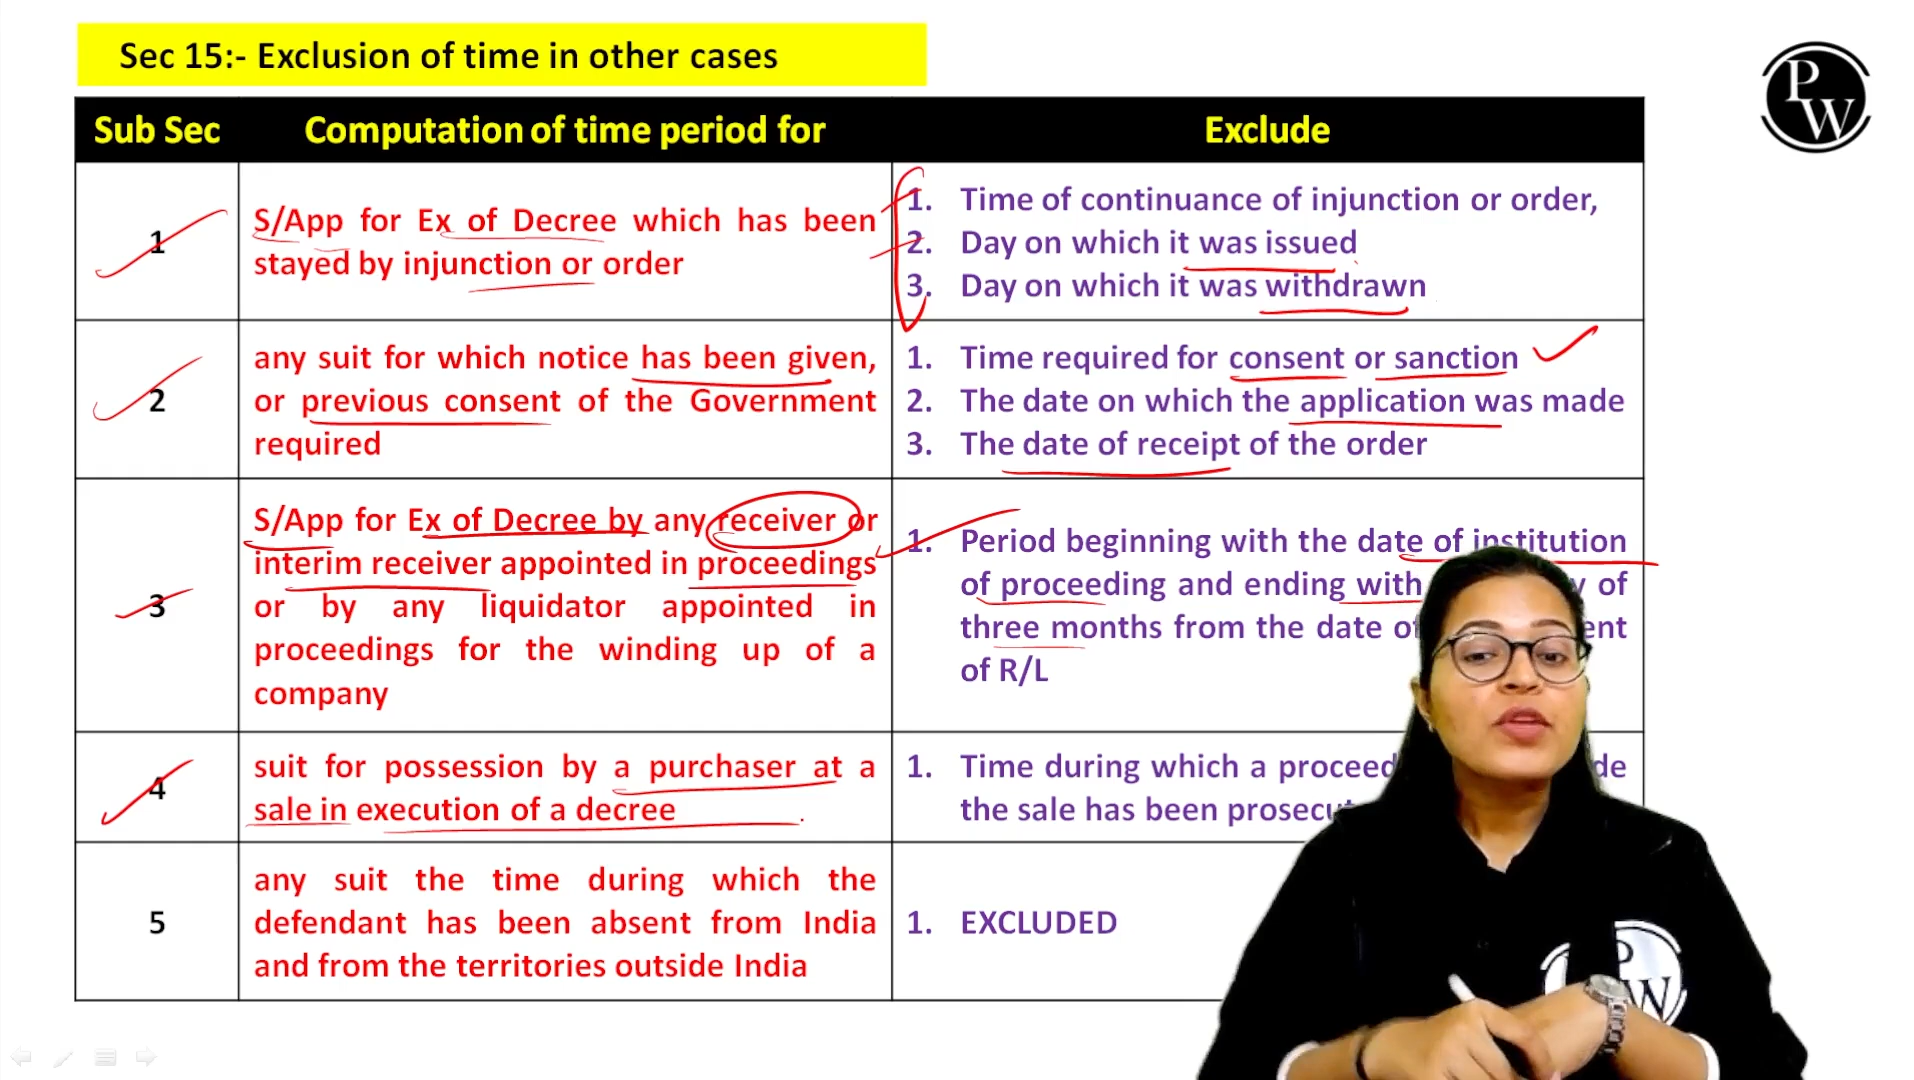 Sec 15:- Exclusion of time in other cases
PW
Sub Sec
Computation of time period for
Exclude
1
S/App for Ex of Decree which has been
stayed by injunction or order
1. Time of continuance of injunction or order,
2. Day on which it was issued
3. Day on which it was withdrawn
2
any suit for which notice has been given,
or previous consent of the Government
required
1. Time required for consent or sanction
2. The date on which the application was made
3. The date of receipt of the order
3
S/App for Ex of Decree by any receiver or
interim receiver appointed in proceedings
or by any liquidator appointed in
proceedings for the winding up of a
company
1. Period beginning with the date of institution
of proceeding and ending with of
three months from the date
of R/L
4
suit for possession by a purchaser at a
sale in execution of a decree
1. Time during which a
the sale has been
5
any suit the time during which the
defendant has been absent from India
and from the territories outside India
1. EXCLUDED
PW